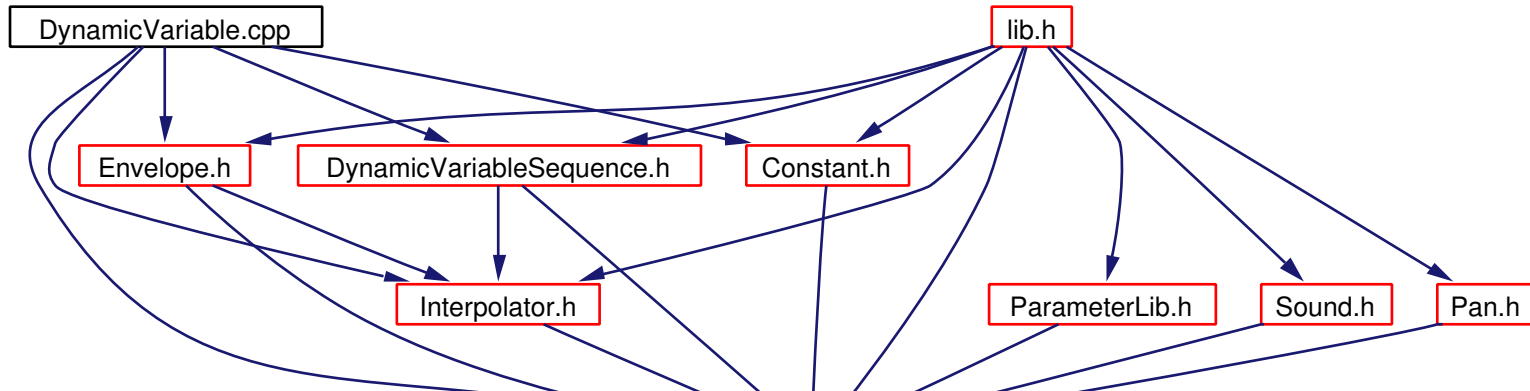 DynamicVariable.cpp
lib.h
Envelope.h
DynamicVariableSequence.h
Constant.h
Interpolator.h
ParameterLib.h
Sound.h
Pan.h